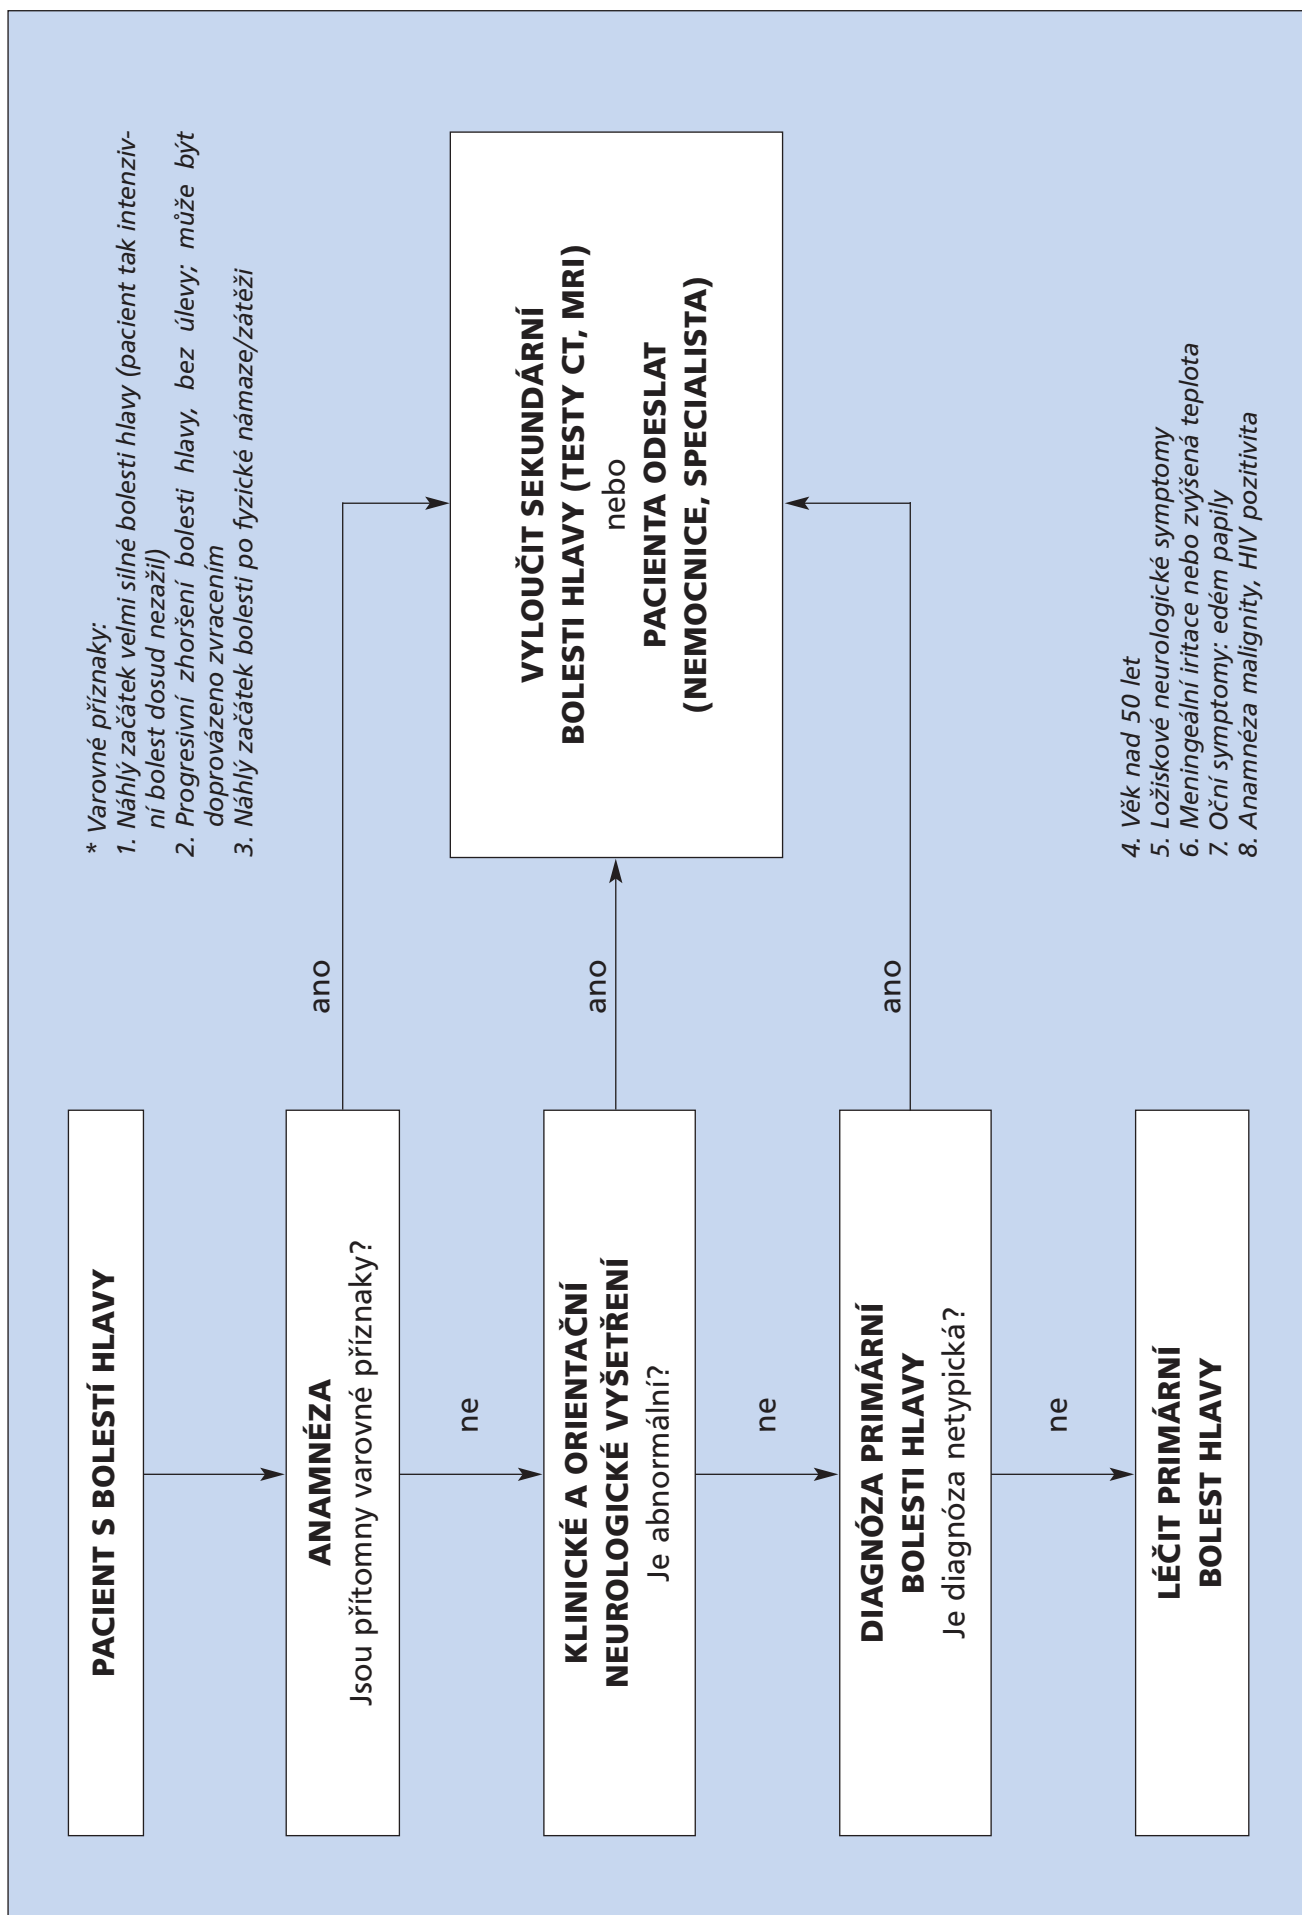 PACIENT S BOLESTÍ HLAVY
ANAMNÉZA
Jsou přítomny varovné příznaky?
ano
ne
KLINICKÉ A ORIENTAČNÍ
NEUROLOGICKÉ VYŠETŘENÍ
Je abnormální?
ano
ne
DIAGNÓZA PRIMÁRNÍ
BOLESTI HLAVY
Je diagnóza netypická?
ano
ne
LÉČIT PRIMÁRNÍ
BOLEST HLAVY
* Varovné příznaky:
1. Náhlý začátek velmi silné bolesti hlavy (pacient tak intenziv-
ní bolest dosud nezažil)
2. Progresivní zhoršení bolesti hlavy, bez úlevy; může být
doprovázeno zvracením
3. Náhlý začátek bolesti po fyzické námaze/zátěži
VYLOUČIT SEKUNDÁRNÍ
BOLESTI HLAVY (TESTY CT, MRI)
nebo
PACIENTA ODESLAT
(NEMOCNICE, SPECIALISTA)
4. Věk nad 50 let
5. Ložiskové neurologické symptomy
6. Meningeální iritace nebo zvýšená teplota
7. Oční symptomy: edém papily
8. Anamnéza malignity, HIV pozitivita